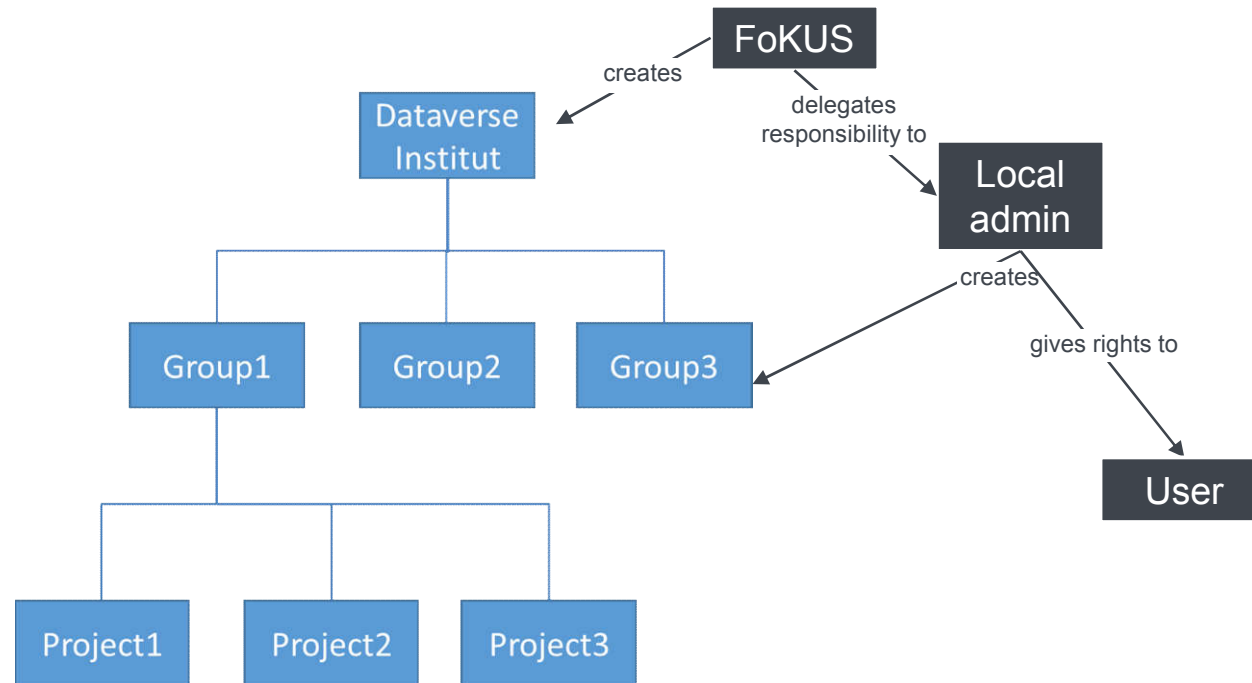 FoKUS
creates
Dataverse
Institut
delegates
responsibility to
Local
admin
creates
Group1
Group2
Group3
gives rights to
User
Project1
Project2
Project3